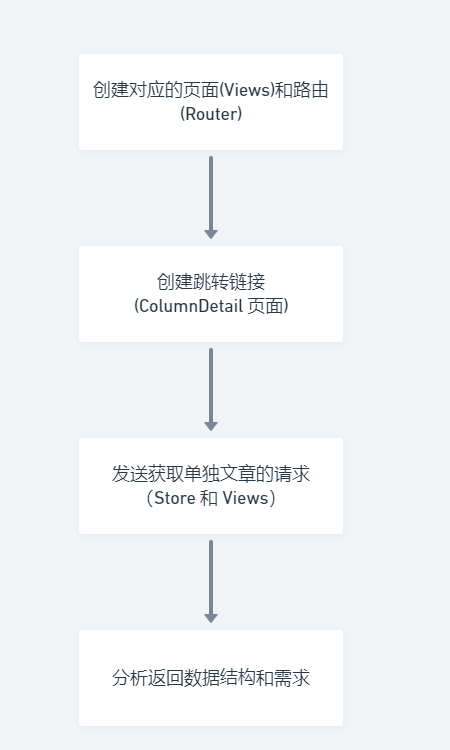 创建对应的页面(Views)和路由
(Router)
创建跳转链接
(ColumnDetail 页面)
发送获取单独文章的请求
（Store 和 Views）
分析返回数据结构和需求